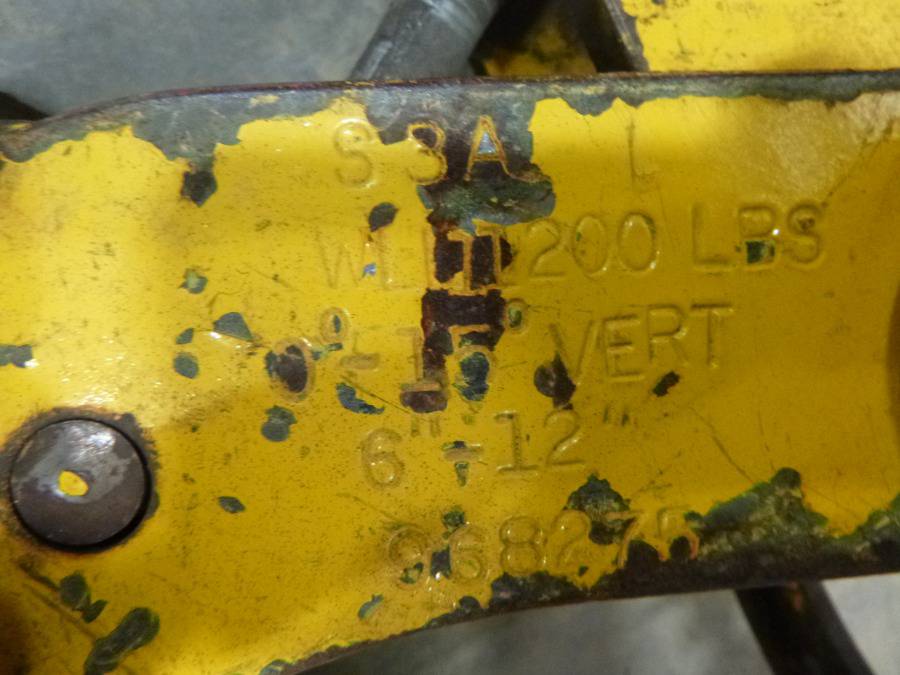 S3A L
WLL 1200 LBS
0°-15° VERT
6"-12"